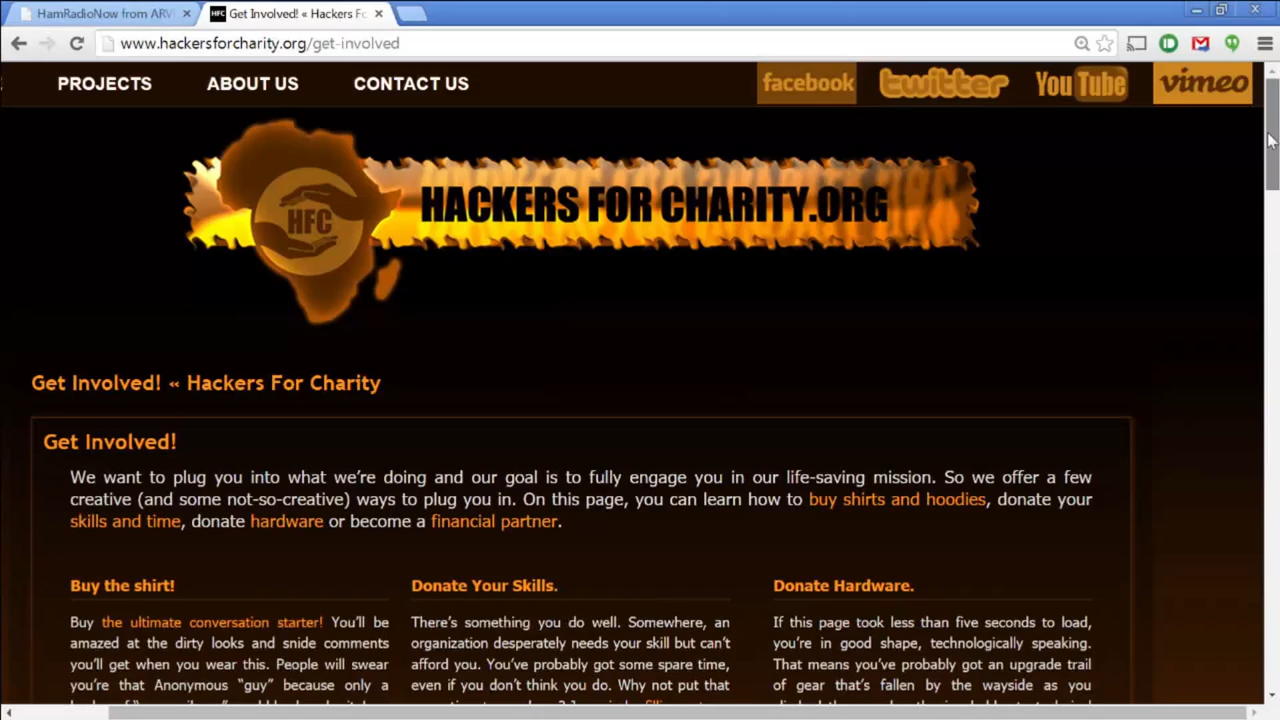 HamRadioNow from ARV
Get Involved! « Hackers Fo
www.hackersforcharity.org/get-involved
PROJECTS ABOUT US CONTACT US facebook twitter YouTube vimeo
HFC
HACKERS FOR CHARITY.ORG
Get Involved! « Hackers For Charity
Get Involved!
We want to plug you into what we're doing and our goal is to fully engage you in our life-saving mission. So we offer a few
creative (and some not-so-creative) ways to plug you in. On this page, you can learn how to buy shirts and hoodies, donate your
skills and time, donate hardware or become a financial partner.
Buy the shirt!
Buy the ultimate conversation starter! You'll be
amazed at the dirty looks and snide comments
you'll get when you wear this. People will swear
you're that Anonymous “guy” because only a
Donate Your Skills.
There's something you do well. Somewhere, an
organization desperately needs your skill but can't
afford you. You've probably got some spare time,
even if you don't think you do. Why not put that
Donate Hardware.
If this page took less than five seconds to load,
you're in good shape, technologically speaking.
That means you've probably got an upgrade trail
of gear that's fallen by the wayside as you